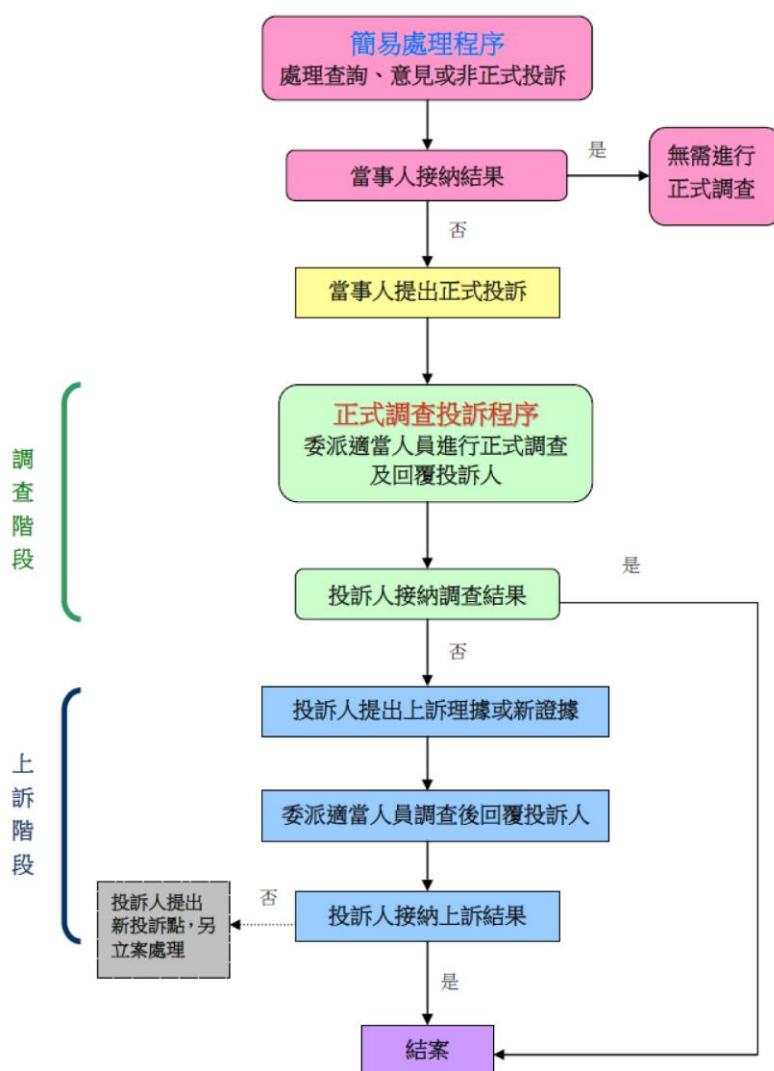 簡易處理程序
處理查詢、意見或非正式投訴
當事人接納結果
是
無需進行
正式調查
否
當事人提出正式投訴
調
查
階
段
正式調查投訴程序
委派適當人員進行正式調查
及回覆投訴人
投訴人接納調查結果
是
否
上
訴
階
段
投訴人提出上訴理據或新證據
委派適當人員調查後回覆投訴人
投訴人接納上訴結果
否
投訴人提出
新投訴點，另
立案處理
是
結案